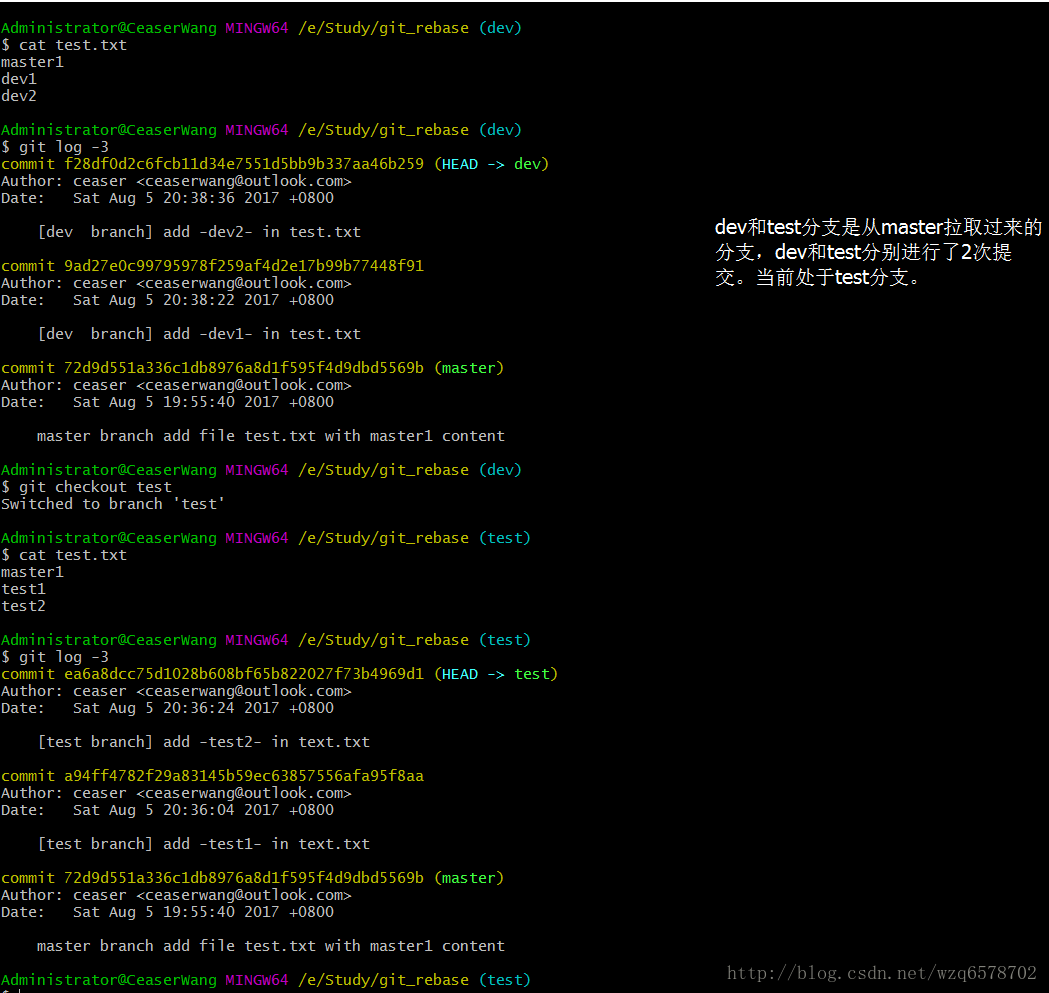 Administrator@CeaserWang MINGW64 /e/Study/git_rebase (dev)
$ cat test.txt
master1
dev1
dev2
Administrator@CeaserWang MINGW64 /e/Study/git_rebase (dev)
$ git log -3
commit f28df0d2c6fcb11d34e7551d5bb9b337aa46b259 (HEAD -> dev)
Author: ceaser <ceaserwang@outlook.com>
Date:   Sat Aug 5 20:38:36 2017 +0800
    [dev  branch] add -dev2- in test.txt
commit 9ad27e0c99795978f259af4d2e17b99b77448f91
Author: ceaser <ceaserwang@outlook.com>
Date:   Sat Aug 5 20:38:22 2017 +0800
    [dev  branch] add -dev1- in test.txt
commit 72d9d551a336c1db8976a8d1f595f4d9dbd5569b (master)
Author: ceaser <ceaserwang@outlook.com>
Date:   Sat Aug 5 19:55:40 2017 +0800
    master branch add file test.txt with master1 content
Administrator@CeaserWang MINGW64 /e/Study/git_rebase (dev)
$ git checkout test
Switched to branch 'test'
Administrator@CeaserWang MINGW64 /e/Study/git_rebase (test)
$ cat test.txt
master1
test1
test2
Administrator@CeaserWang MINGW64 /e/Study/git_rebase (test)
$ git log -3
commit ea6a8dcc75d1028b608bf65b822027f73b4969d1 (HEAD -> test)
Author: ceaser <ceaserwang@outlook.com>
Date:   Sat Aug 5 20:36:24 2017 +0800
    [test branch] add -test2- in text.txt
commit a94ff4782f29a83145b59ec63857556afa95f8aa
Author: ceaser <ceaserwang@outlook.com>
Date:   Sat Aug 5 20:36:04 2017 +0800
    [test branch] add -test1- in text.txt
commit 72d9d551a336c1db8976a8d1f595f4d9dbd5569b (master)
Author: ceaser <ceaserwang@outlook.com>
Date:   Sat Aug 5 19:55:40 2017 +0800
    master branch add file test.txt with master1 content
Administrator@CeaserWang MINGW64 /e/Study/git_rebase (test)
$
dev和test分支是从master拉取过来的
分支，dev和test分别进行了2次提
交。当前处于test分支。
http://blog.csdn.net/wzq6578702